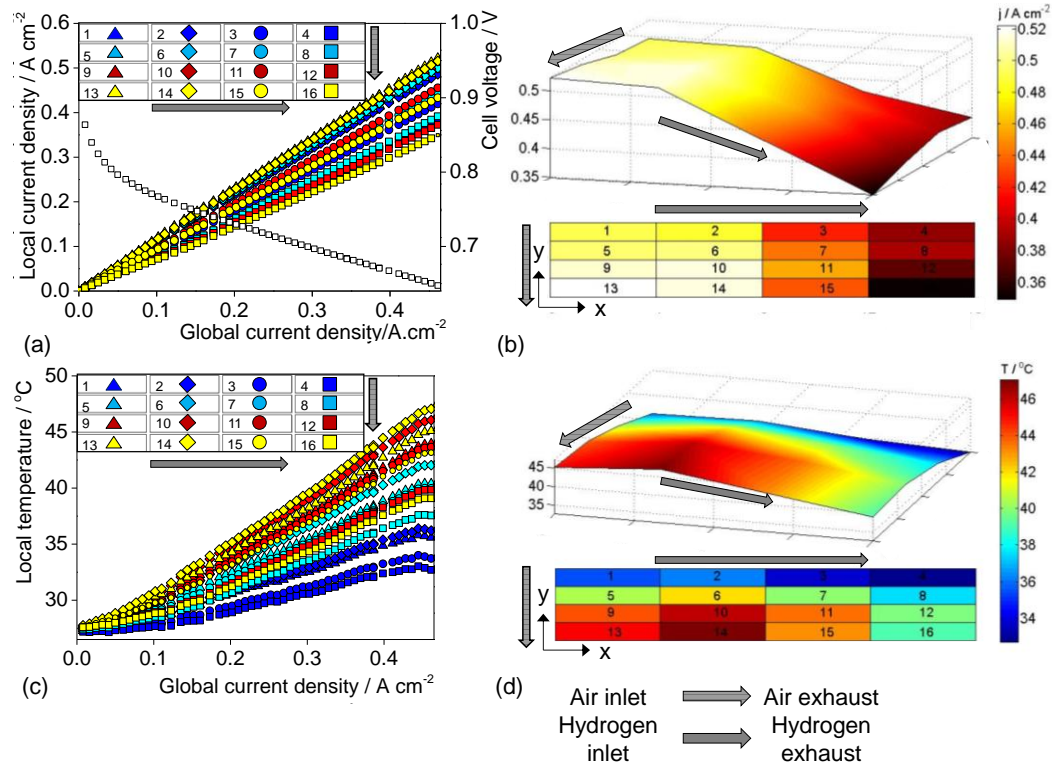 (a)
Local current density / A cm-2
0.6
0.5
0.4
0.3
0.2
0.1
0.0
1 2 3 4
5 6 7 8
9 10 11 12
13 14 15 16
1.0
0.9
0.8
0.7
Cell voltage / V
0.0 0.1 0.2 0.3 0.4
Global current density/A.cm-2
(b)
0.5
0.45
0.4
0.35
j / A cm-2
0.52
0.5
0.48
0.46
0.44
0.42
0.4
0.38
0.36
1 2 3 4
5 6 7 8
9 10 11 12
13 14 15
y
x
(c)
Local temperature / oC
50
45
40
35
30
1 2 3 4
5 6 7 8
9 10 11 12
13 14 15 16
0.0 0.1 0.2 0.3 0.4
Global current density / A cm-2
(d)
45
40
35
T / oC
46
44
42
40
38
36
34
1 2 3 4
5 6 7 8
9 10 11 12
13 14 15 16
y
x
Air inlet Air exhaust
Hydrogen inlet Hydrogen exhaust